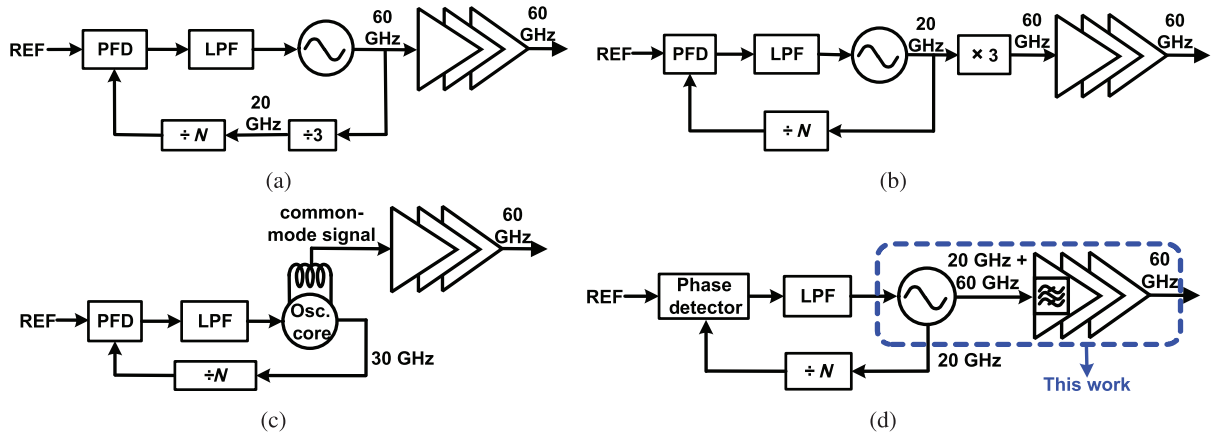 REF
PFD
LPF
60
GHz
60
GHz
20
GHz
÷ N
÷3
(a)
REF
PFD
LPF
20
GHz
× 3
60
GHz
60
GHz
÷ N
(b)
common-
mode signal
60
GHz
REF
PFD
LPF
Osc.
core
30 GHz
÷N
(c)
REF
Phase
detector
LPF
20 GHz +
60 GHz
60
GHz
20 GHz
÷ N
This work
(d)